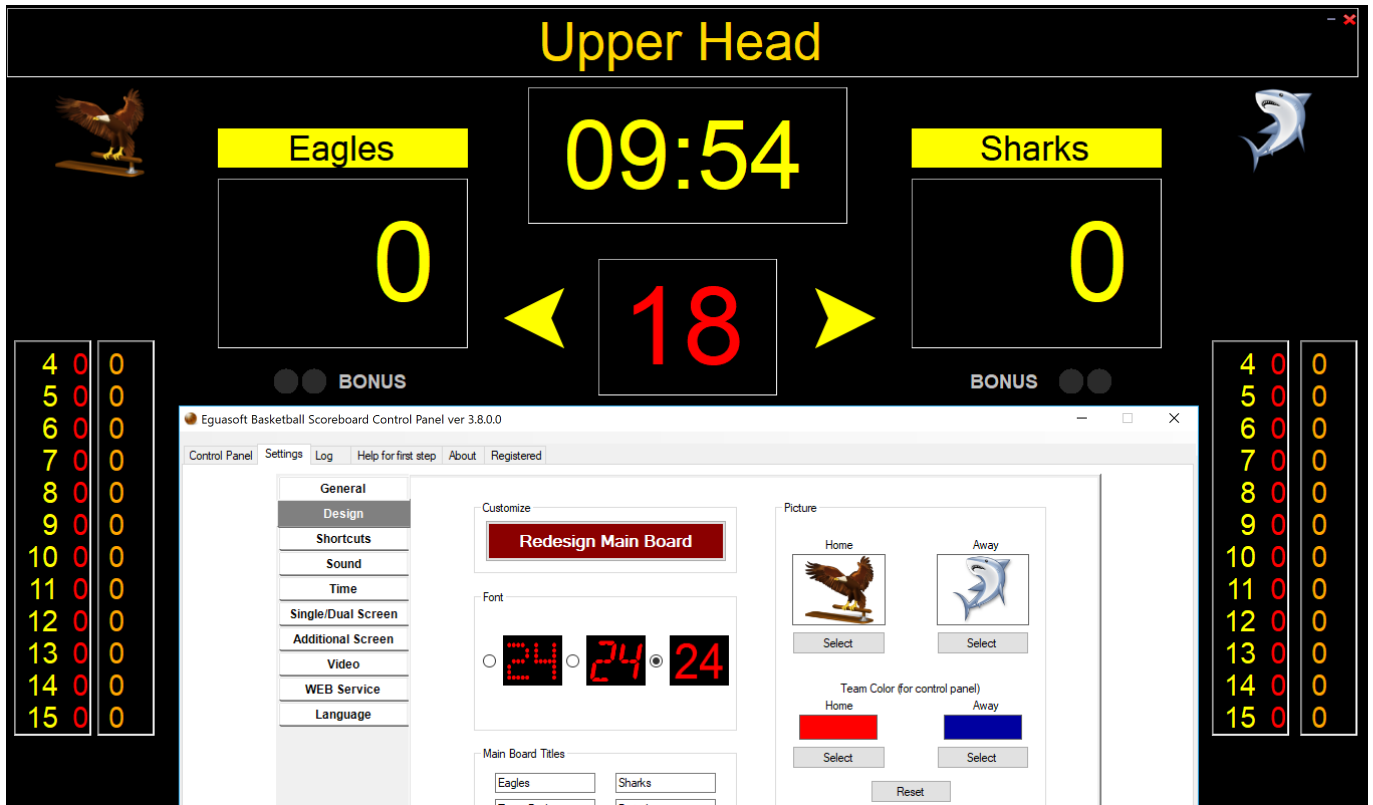 Upper Head
Eagles
09:54
Sharks
0
18
0
BONUS
BONUS
4 0 0
5 0 0
6 0 0
7 0 0
8 0 0
9 0 0
10 0 0
11 0 0
12 0 0
13 0 0
14 0 0
15 0 0
4 0 0
5 0 0
6 0 0
7 0 0
8 0 0
9 0 0
10 0 0
11 0 0
12 0 0
13 0 0
14 0 0
15 0 0
Eguasoft Basketball Scoreboard Control Panel ver 3.8.0.0
Control Panel Settings Log Help for first step About Registered
General
Design
Shortcuts
Sound
Time
Single/Dual Screen
Additional Screen
Video
WEB Service
Language
Customize
Redesign Main Board
Font
24 24 24
Main Board Titles
Eagles Sharks
Picture
Home Away
Select Select
Team Color (for control panel)
Home Away
Select Select
Reset